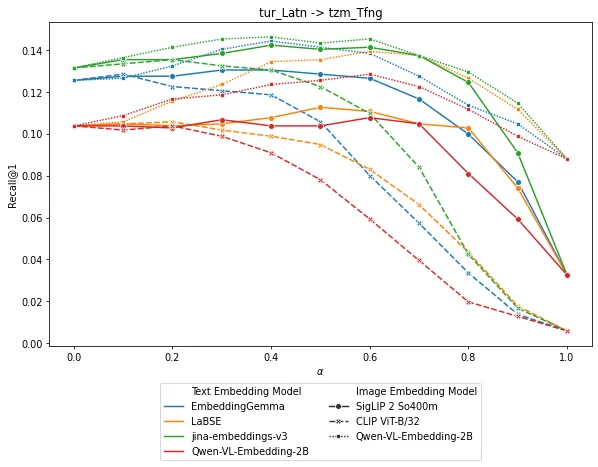 tur_Latn -> tzm_Tfng
Recall@1
0.14
0.12
0.10
0.08
0.06
0.04
0.02
0.00
0.0 0.2 0.4 0.6 0.8 1.0
α
Text Embedding Model
EmbeddingGemma
LaBSE
jina-embeddings-v3
Qwen-VL-Embedding-2B
Image Embedding Model
SigLIP 2 So400m
CLIP ViT-B/32
Qwen-VL-Embedding-2B